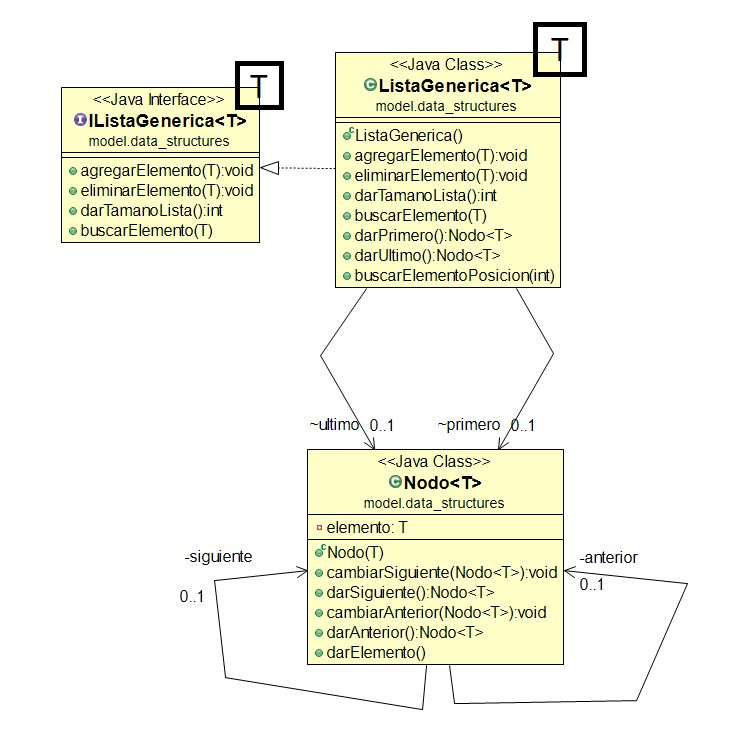 T
<<Java Interface>>
IListaGenerica<T>
model.data_structures
agregarElemento(T):void
eliminarElemento(T):void
darTamanoLista():int
buscarElemento(T)
T
<<Java Class>>
ListaGenerica<T>
model.data_structures
ListaGenerica()
agregarElemento(T):void
eliminarElemento(T):void
darTamanoLista():int
buscarElemento(T)
darPrimero():Nodo<T>
darUltimo():Nodo<T>
buscarElementoPosicion(int)
~ultimo 0..1
~primero 0..1
<<Java Class>>
Nodo<T>
model.data_structures
elemento: T
Nodo(T)
cambiarSiguiente(Nodo<T>):void
darSiguiente():Nodo<T>
cambiarAnterior(Nodo<T>):void
darAnterior():Nodo<T>
darElemento()
-siguiente
0..1
-anterior
0..1